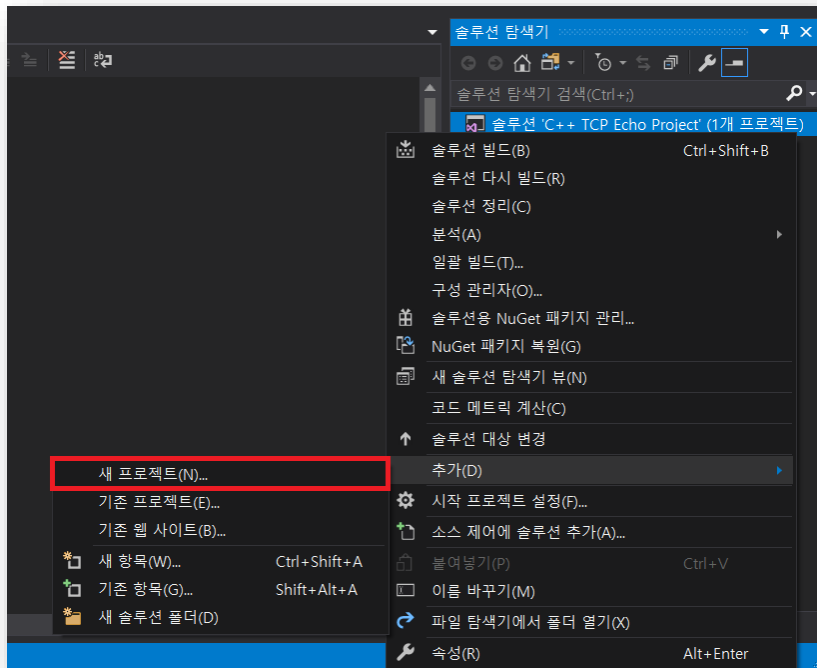 솔루션 탐색기
솔루션 탐색기 검색(Ctrl+;)
솔루션 'C++ TCP Echo Project' (1개 프로젝트)
솔루션 빌드(B) Ctrl+Shift+B
솔루션 다시 빌드(R)
솔루션 정리(C)
분석(A)
일괄 빌드(T)...
구성 관리자(O)...
솔루션용 NuGet 패키지 관리...
NuGet 패키지 복원(G)
새 솔루션 탐색기 뷰(N)
코드 메트릭 계산(C)
솔루션 대상 변경
추가(D)
시작 프로젝트 설정(F)...
소스 제어에 솔루션 추가(A)...
붙여넣기(P) Ctrl+V
이름 바꾸기(M)
파일 탐색기에서 폴더 열기(X)
속성(R) Alt+Enter
새 프로젝트(N)...
기존 프로젝트(E)...
기존 웹 사이트(B)...
새 항목(W)... Ctrl+Shift+A
기존 항목(G)... Shift+Alt+A
새 솔루션 폴더(D)